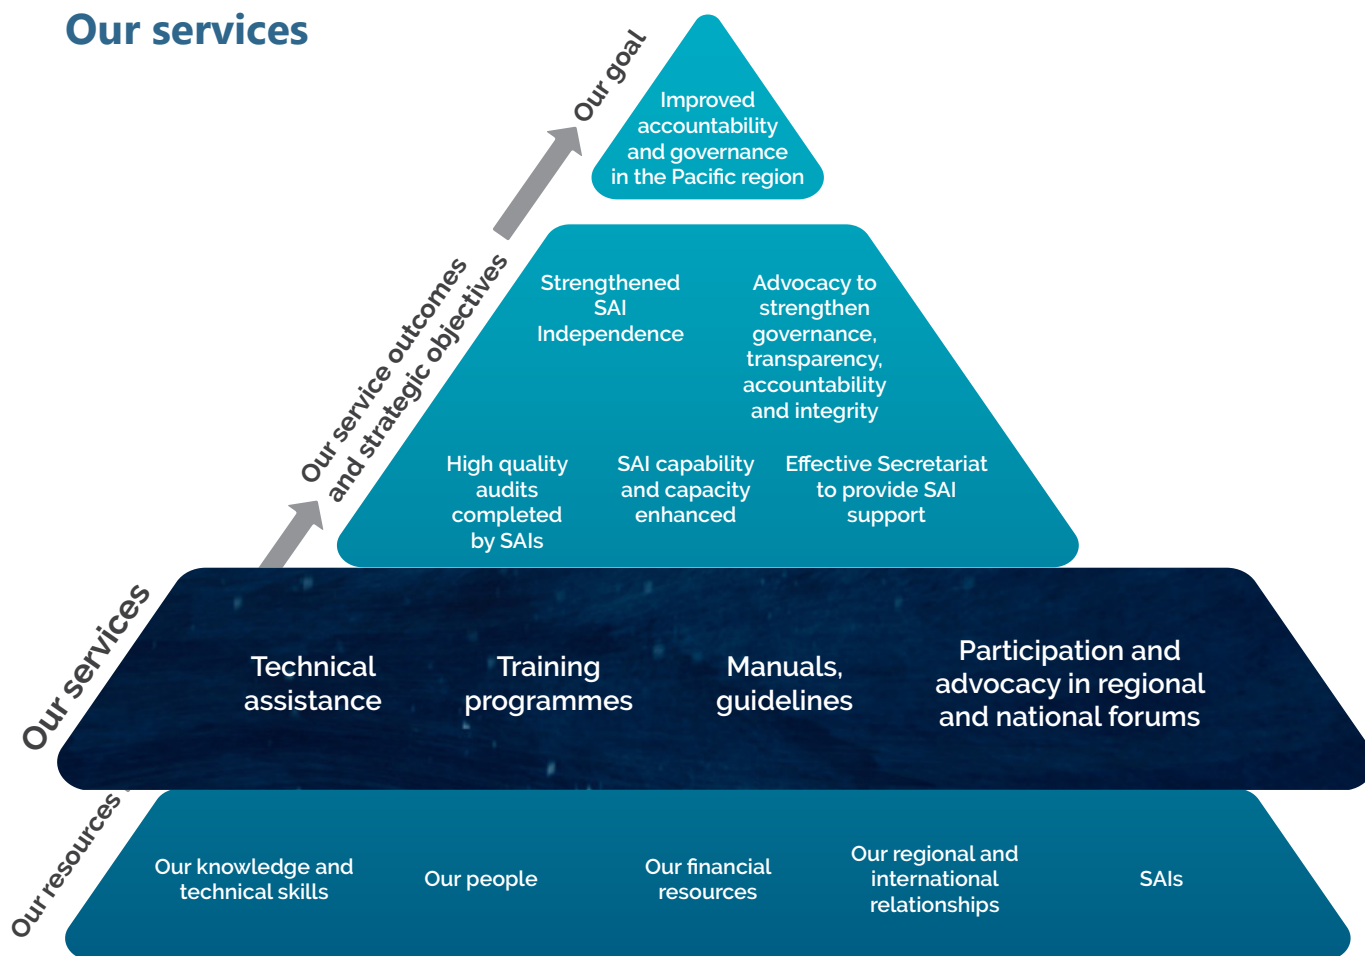 Our services
Our goal
Improved
accountability
and governance
in the Pacific region
Our service outcomes
and strategic objectives
Strengthened
SAI
Independence
Advocacy to
strengthen
governance,
transparency,
accountability
and integrity
High quality
audits
completed
by SAIs
SAI capability
and capacity
enhanced
Effective Secretariat
to provide SAI
support
Our services
Technical
assistance
Training
programmes
Manuals,
guidelines
Participation and
advocacy in regional
and national forums
Our resources
Our knowledge and
technical skills
Our people
Our financial
resources
Our regional and
international
relationships
SAIs